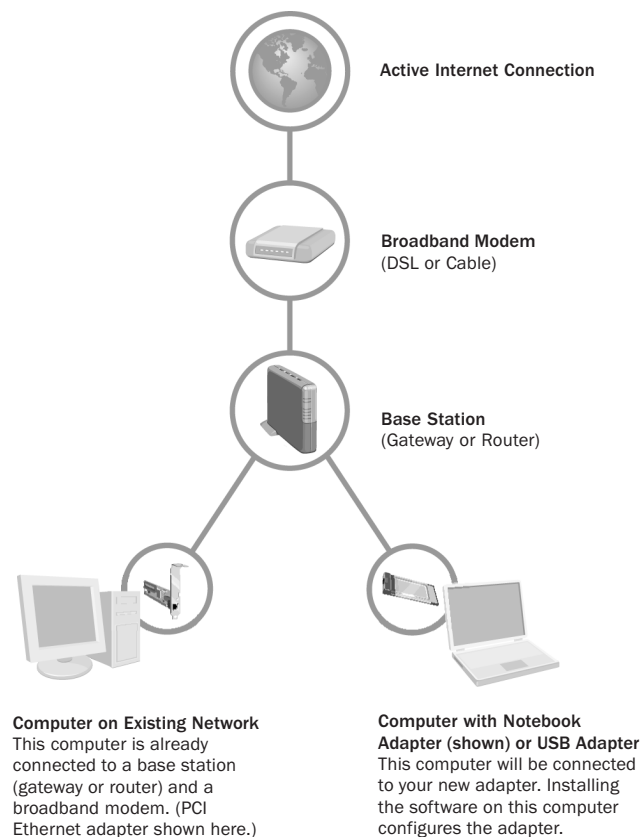 Active Internet Connection
Broadband Modem
(DSL or Cable)
Base Station
(Gateway or Router)
Computer on Existing Network
This computer is already
connected to a base station
(gateway or router) and a
broadband modem. (PCI
Ethernet adapter shown here.)
Computer with Notebook
Adapter (shown) or USB Adapter
This computer will be connected
to your new adapter. Installing
the software on this computer
configures the adapter.